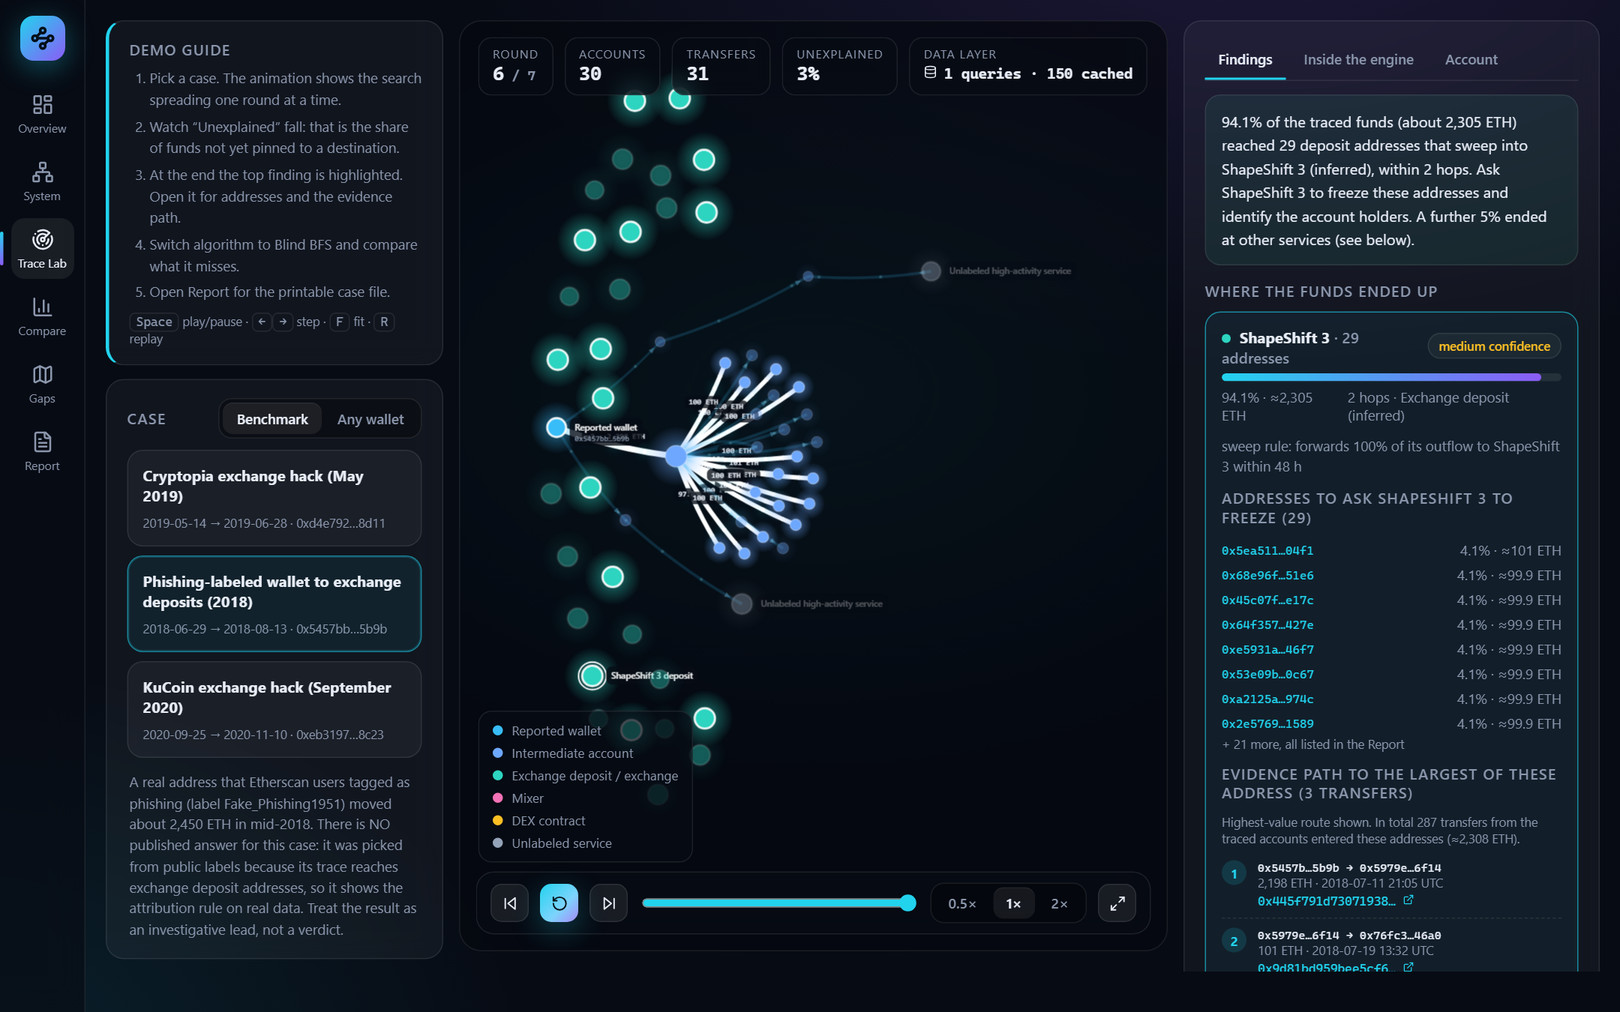 Overview
System
Trace Lab
Compare
Gaps
Report
DEMO GUIDE
1. Pick a case. The animation shows the search
spreading one round at a time.
2. Watch "Unexplained" fall: that is the share
of funds not yet pinned to a destination.
3. At the end the top finding is highlighted.
Open it for addresses and the evidence
path.
4. Switch algorithm to Blind BFS and compare
what it misses.
5. Open Report for the printable case file.
Space play/pause · ← → step · F fit · R
replay
CASE
Benchmark
Any wallet
Cryptopia exchange hack (May
2019)
2019-05-14 → 2019-06-28 · 0xd4e792…8d11
Phishing-labeled wallet to exchange
deposits (2018)
2018-06-29 → 2018-08-13 · 0x5457bb…5b9b
KuCoin exchange hack (September
2020)
2020-09-25 → 2020-11-10 · 0xeb3197…8c23
A real address that Etherscan users tagged as
phishing (label Fake_Phishing1951) moved
about 2,450 ETH in mid-2018. There is NO
published answer for this case: it was picked
from public labels because its trace reaches
exchange deposit addresses, so it shows the
attribution rule on real data. Treat the result as
an investigative lead, not a verdict.
ROUND
6 / 7
ACCOUNTS
30
TRANSFERS
31
UNEXPLAINED
3%
DATA LAYER
1 queries · 150 cached
Unlabeled high-activity service
100 ETH
100 ETH
Reported wallet
0x5457bb…5b9b
100 ETH
100 ETH
100 ETH
Unlabeled high-activity service
ShapeShift 3 deposit
Reported wallet
Intermediate account
Exchange deposit / exchange
Mixer
DEX contract
Unlabeled service
0.5×
1×
2×
Findings
Inside the engine
Account
94.1% of the traced funds (about 2,305 ETH)
reached 29 deposit addresses that sweep into
ShapeShift 3 (inferred), within 2 hops. Ask
ShapeShift 3 to freeze these addresses and
identify the account holders. A further 5% ended
at other services (see below).
WHERE THE FUNDS ENDED UP
ShapeShift 3 · 29
addresses
medium confidence
94.1% · ≈2,305
ETH
2 hops · Exchange deposit
(inferred)
sweep rule: forwards 100% of its outflow to ShapeShift
3 within 48 h
ADDRESSES TO ASK SHAPESHIFT 3 TO
FREEZE (29)
0x5ea511…04f1 4.1% · ≈101 ETH
0x68e96f…51e6 4.1% · ≈99.9 ETH
0x45c07f…e17c 4.1% · ≈99.9 ETH
0x64f357…427e 4.1% · ≈99.9 ETH
0xe5931a…46f7 4.1% · ≈99.9 ETH
0x53e09b…0c67 4.1% · ≈99.9 ETH
0xa2125a…974c 4.1% · ≈99.9 ETH
0x2e5769…1589 4.1% · ≈99.9 ETH
+ 21 more, all listed in the Report
EVIDENCE PATH TO THE LARGEST OF THESE
ADDRESS (3 TRANSFERS)
Highest-value route shown. In total 287 transfers from the
traced accounts entered these addresses (≈2,308 ETH).
1
0x5457b…5b9b → 0x5979e…6f14
2,198 ETH · 2018-07-11 21:05 UTC
0x445f791d73071938…
2
0x5979e…6f14 → 0x76fc3…46a0
101 ETH · 2018-07-19 13:32 UTC
0x9d81bd959bee5cf6…